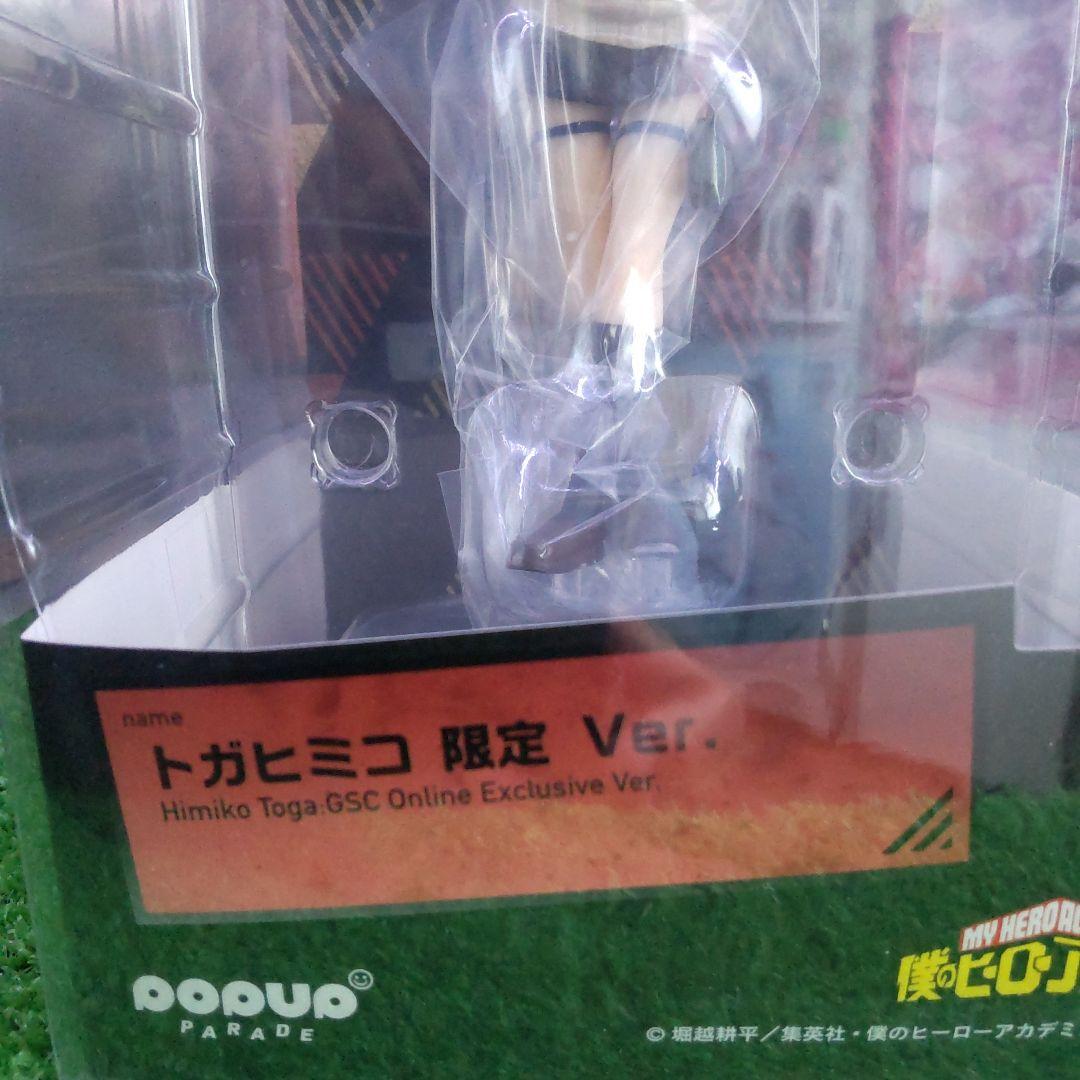 name
トガヒミコ 限定 Ver.
Himiko Toga:GSC Online Exclusive Ver.
POPUP
PARADE
MY HERO AC
僕のヒーロー
© 堀越耕平／集英社・僕のヒーローアカデミ